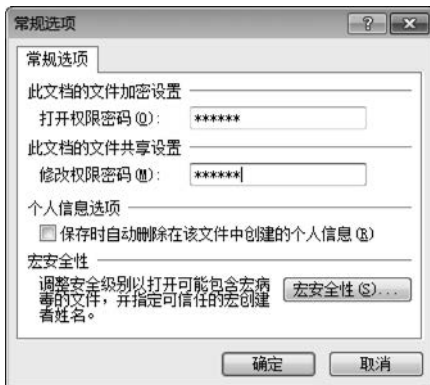 常规选项
常规选项
此文档的文件加密设置
打开权限密码(O): ******
此文档的文件共享设置
修改权限密码(M): ******
个人信息选项
保存时自动删除在该文件中创建的个人信息(R)
宏安全性
调整安全级别以打开可能包含宏病
毒的文件，并指定可信任的宏创建
者姓名。
宏安全性(S)...
确定 取消